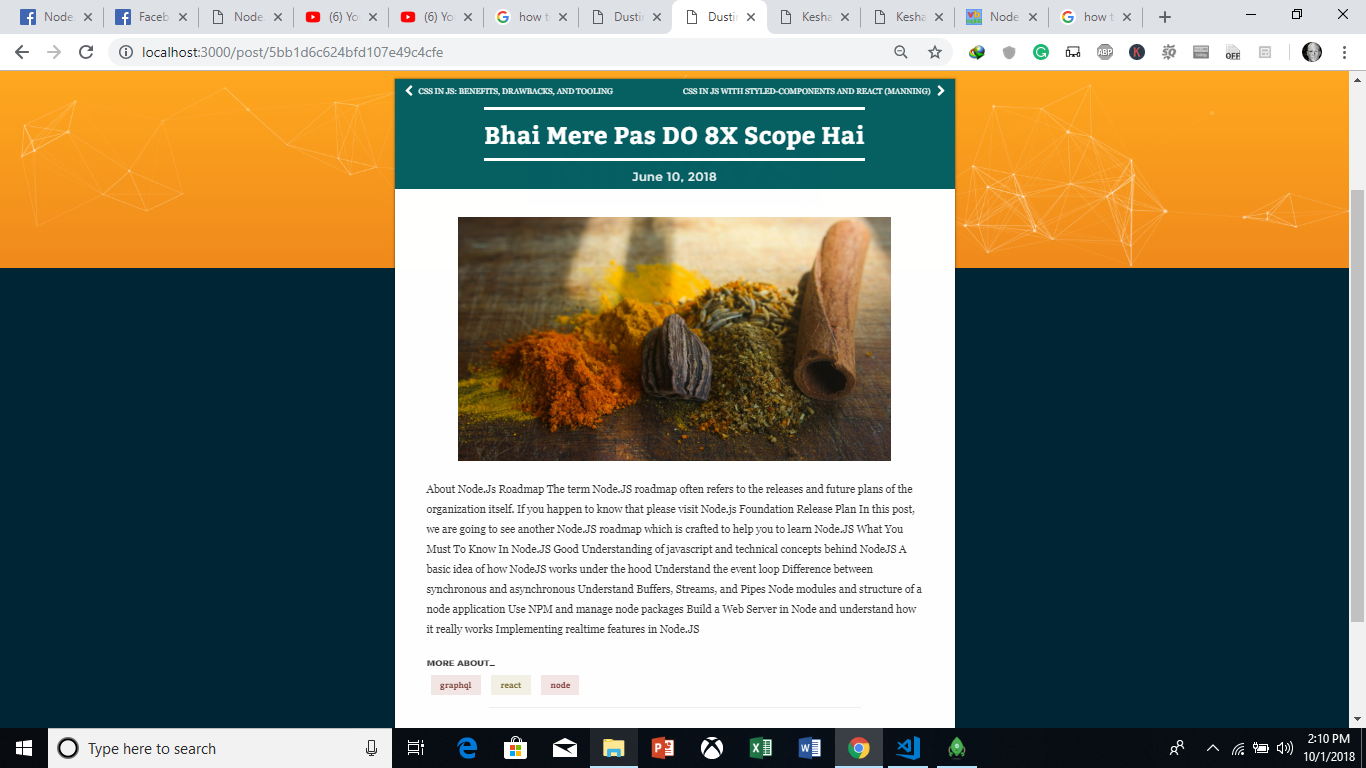 Node.
Faceb
Node.
(6) Yo
(6) Yo
how t
Dustin
Dustin
Kesha
Kesha
Node
how t
localhost:3000/post/5bb1d6c624bfd107e49c4cfe
ABP
K
OFF
CSS IN JS: BENEFITS, DRAWBACKS, AND TOOLING
CSS IN JS WITH STYLED-COMPONENTS AND REACT (MANNING)
Bhai Mere Pas DO 8X Scope Hai
June 10, 2018
About Node.Js Roadmap The term Node.JS roadmap often refers to the releases and future plans of the
organization itself. If you happen to know that please visit Node.js Foundation Release Plan In this post,
we are going to see another Node.JS roadmap which is crafted to help you to learn Node.JS What You
Must To Know In Node.JS Good Understanding of javascript and technical concepts behind NodeJS A
basic idea of how NodeJS works under the hood Understand the event loop Difference between
synchronous and asynchronous Understand Buffers, Streams, and Pipes Node modules and structure of a
node application Use NPM and manage node packages Build a Web Server in Node and understand how
it really works Implementing realtime features in Node.JS
MORE ABOUT...
graphql
react
node
Type here to search
2:10 PM
10/1/2018